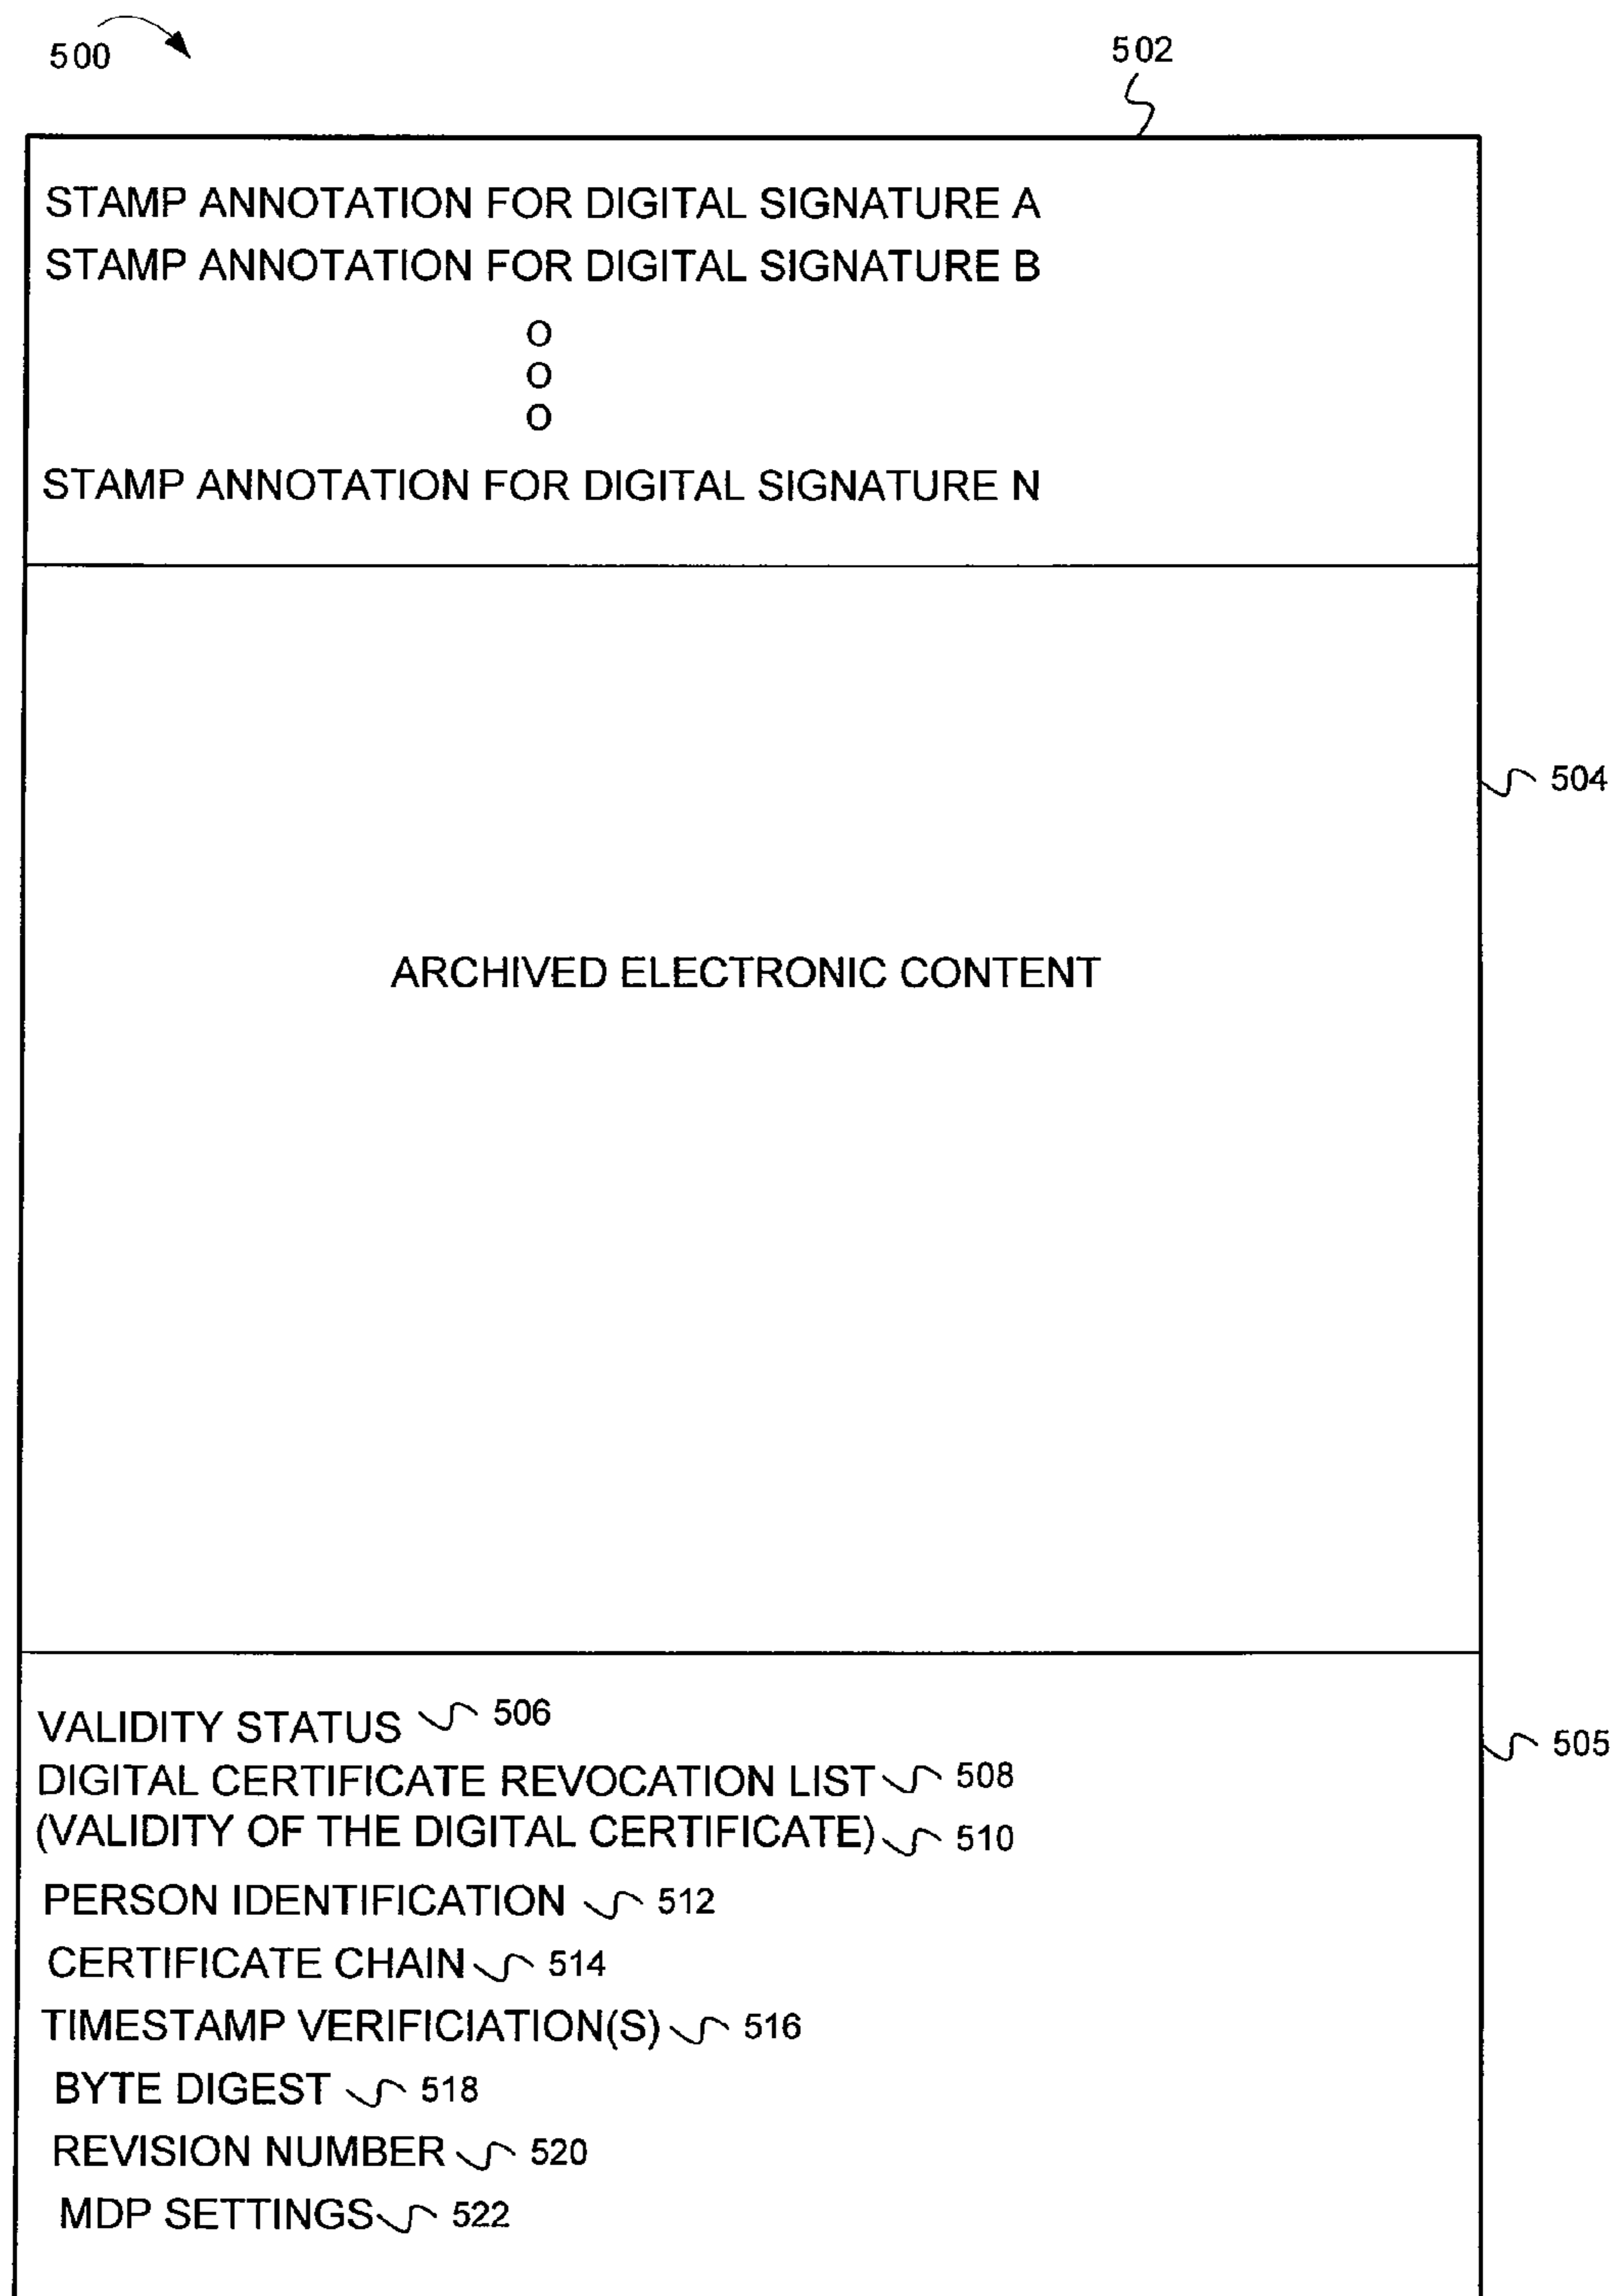 500
502
STAMP ANNOTATION FOR DIGITAL SIGNATURE A
STAMP ANNOTATION FOR DIGITAL SIGNATURE B
O
O
O
STAMP ANNOTATION FOR DIGITAL SIGNATURE N
504
ARCHIVED ELECTRONIC CONTENT
505
VALIDITY STATUS 506
DIGITAL CERTIFICATE REVOCATION LIST 508
(VALIDITY OF THE DIGITAL CERTIFICATE) 510
PERSON IDENTIFICATION 512
CERTIFICATE CHAIN 514
TIMESTAMP VERIFICIATION(S) 516
BYTE DIGEST 518
REVISION NUMBER 520
MDP SETTINGS 522